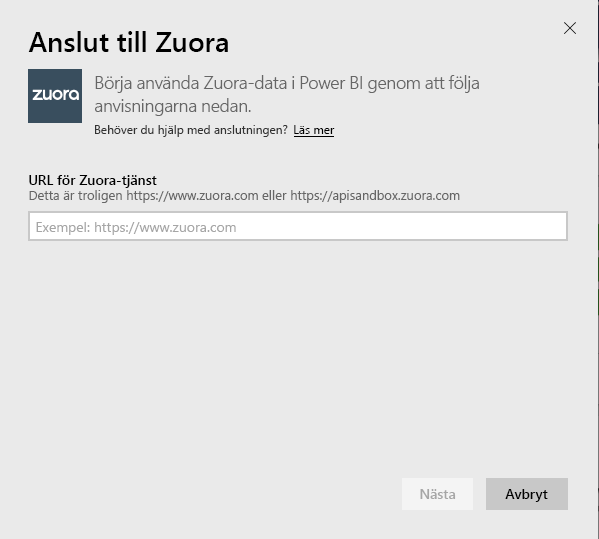 Anslut till Zuora
zuora
Börja använda Zuora-data i Power BI genom att följa
anvisningarna nedan.
Behöver du hjälp med anslutningen? Läs mer
URL för Zuora-tjänst
Detta är troligen https://www.zuora.com eller https://apisandbox.zuora.com
Exempel: https://www.zuora.com
Nästa
Avbryt